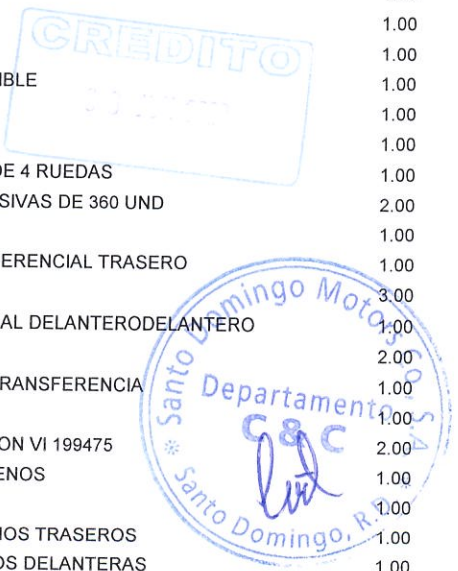 1.00
CREDITO
1.00
IBLE 1.00
1.00
1.00
DE 4 RUEDAS 1.00
SIVAS DE 360 UND 2.00
1.00
ERENCIAL TRASERO 1.00
3.00
AL DELANTERODELANTERO 1.00
2.00
RANSFERENCIA 1.00
1.00
ON VI 199475 2.00
ENOS 1.00
1.00
IOS TRASEROS 1.00
OS DELANTERAS 1.00
Santo Domingo Motors Co., S.A
Departamento
C & C
Santo Domingo, R.D.